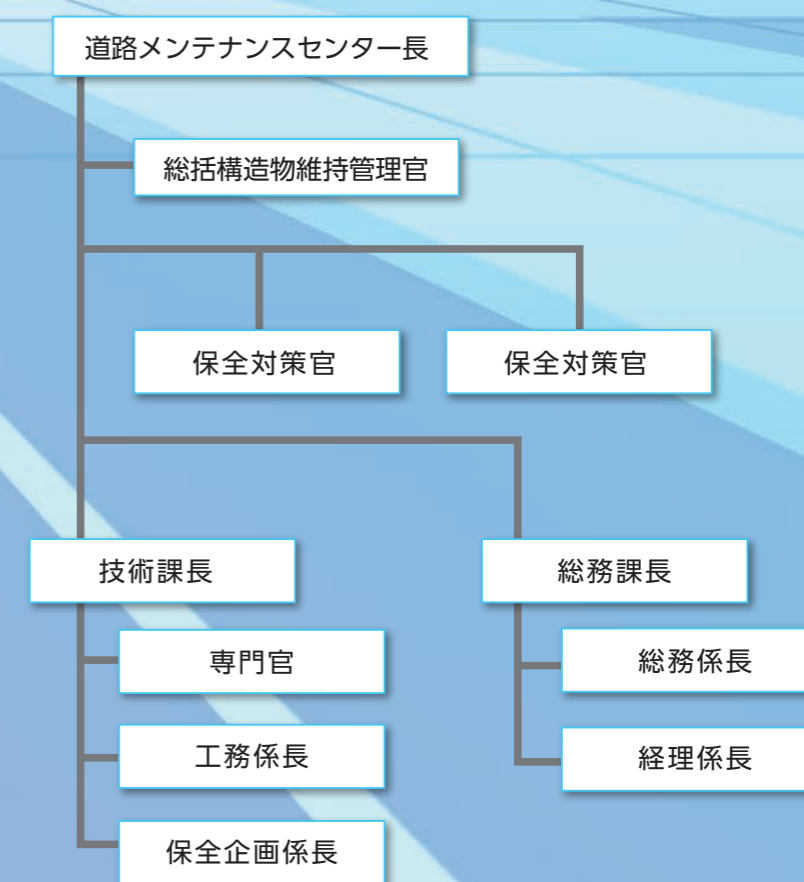 道路メンテナンスセンター長
総括構造物維持管理官
保全対策官
保全対策官
技術課長
総務課長
専門官
総務係長
工務係長
経理係長
保全企画係長